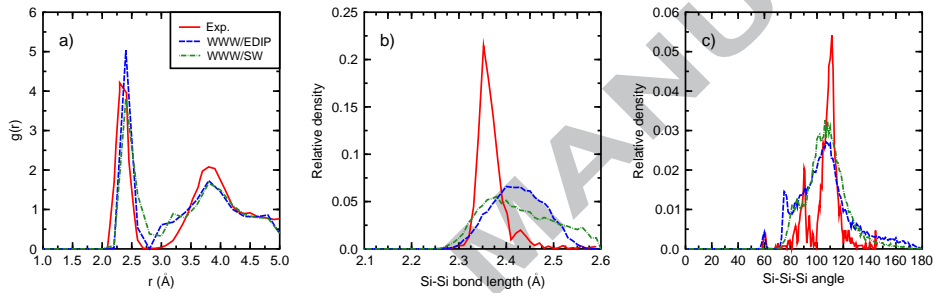 a)
Exp.
WWW/EDIP
WWW/SW
g(r)
6
5
4
3
2
1
0
1.0 1.5 2.0 2.5 3.0 3.5 4.0 4.5 5.0
r (Å)
b)
Relative density
0.25
0.20
0.15
0.10
0.05
0.00
2.1 2.2 2.3 2.4 2.5 2.6
Si-Si bond length (Å)
c)
Relative density
0.06
0.05
0.04
0.03
0.02
0.01
0.00
0 20 40 60 80 100 120 140 160 180
Si-Si-Si angle
MANU